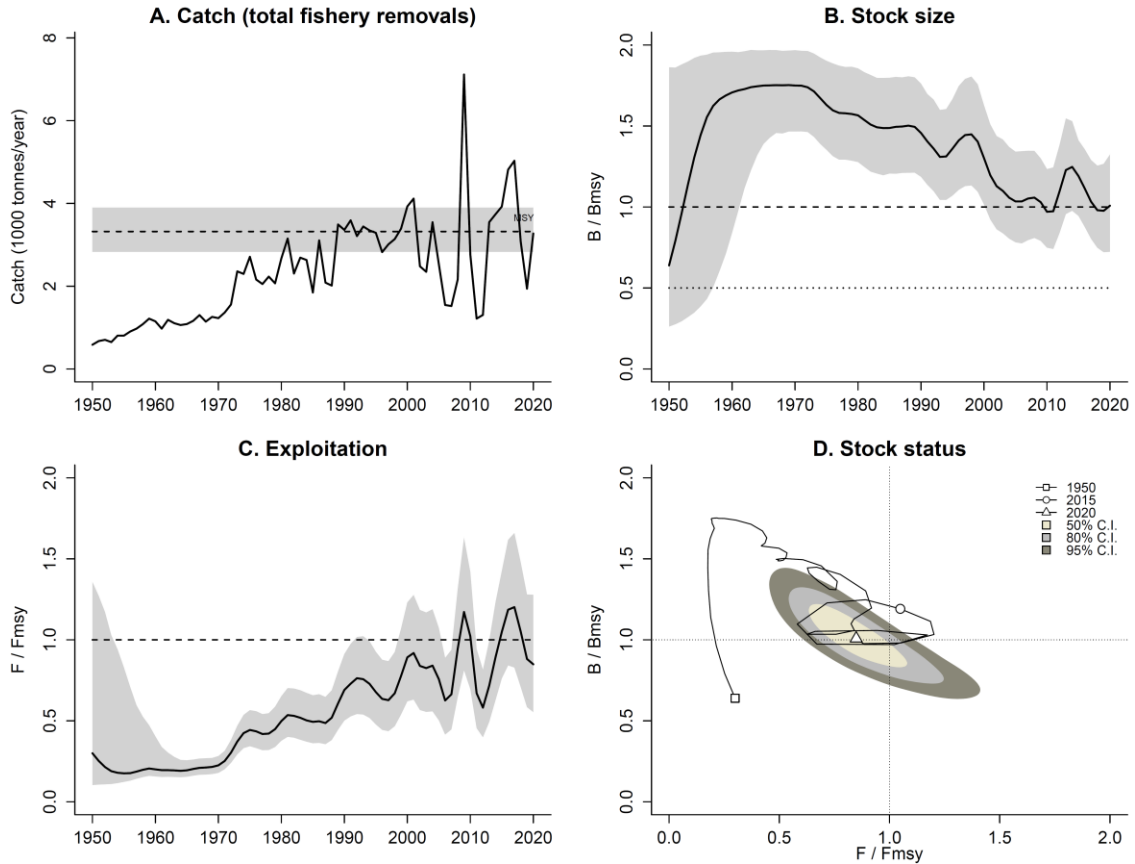 A. Catch (total fishery removals)
Catch (1000 tonnes/year)
8
6
4
2
0
MSY
1950 1960 1970 1980 1990 2000 2010 2020
B. Stock size
B / Bmsy
2.0
1.5
1.0
0.5
0.0
1950 1960 1970 1980 1990 2000 2010 2020
C. Exploitation
F / Fmsy
2.0
1.5
1.0
0.5
0.0
1950 1960 1970 1980 1990 2000 2010 2020
D. Stock status
B / Bmsy
2.0
1.5
1.0
0.5
0.0
1950
2015
2020
50% C.I.
80% C.I.
95% C.I.
0.0 0.5 1.0 1.5 2.0
F / Fmsy